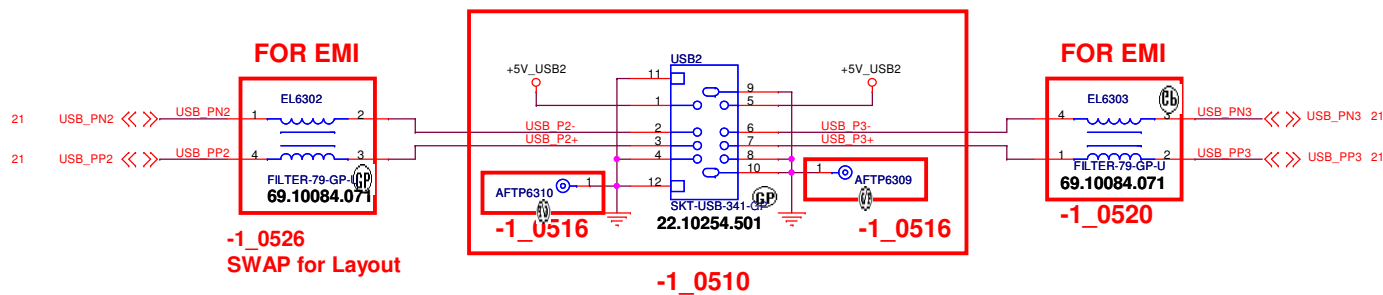 FOR EMI
FOR EMI
USB2
+5V_USB2
+5V_USB2
EL6302
EL6303
11
9
1
5
21
USB_PN2
USB_PN2
1
2
USB_P2-
2
6
USB_P3-
4
3
USB_PN3
USB_PN3
21
USB_P2+
3
7
USB_P3+
21
USB_PP2
USB_PP2
4
3
4
8
1
2
USB_PP3
USB_PP3
21
10
FILTER-79-GP-U
GP
69.10084.071
AFTP6310
1
12
1
AFTP6309
FILTER-79-GP-U
69.10084.071
SKT-USB-341-GP
GP
22.10254.501
-1_0516
-1_0516
-1_0520
-1_0526
SWAP for Layout
-1_0510